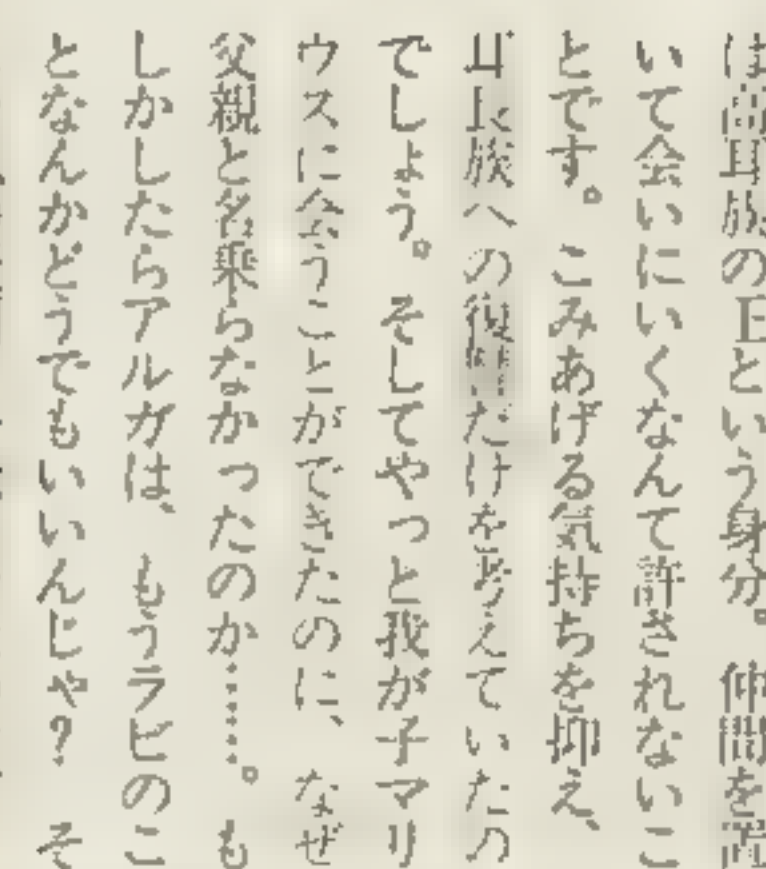 は高耳族の王という身分。仲間を置
いて会いにいくなんて許されないこ
とです。こみあげる気持ちを抑え、
耳長族への復讐だけを考えていたの
でしょう。そしてやっと我が子マリ
ウスに会うことができたのに、なぜ
父親と名乗らなかったのか……。も
しかしたらアルガは、もうラビのこ
となんかどうでもいいんじゃ？そ